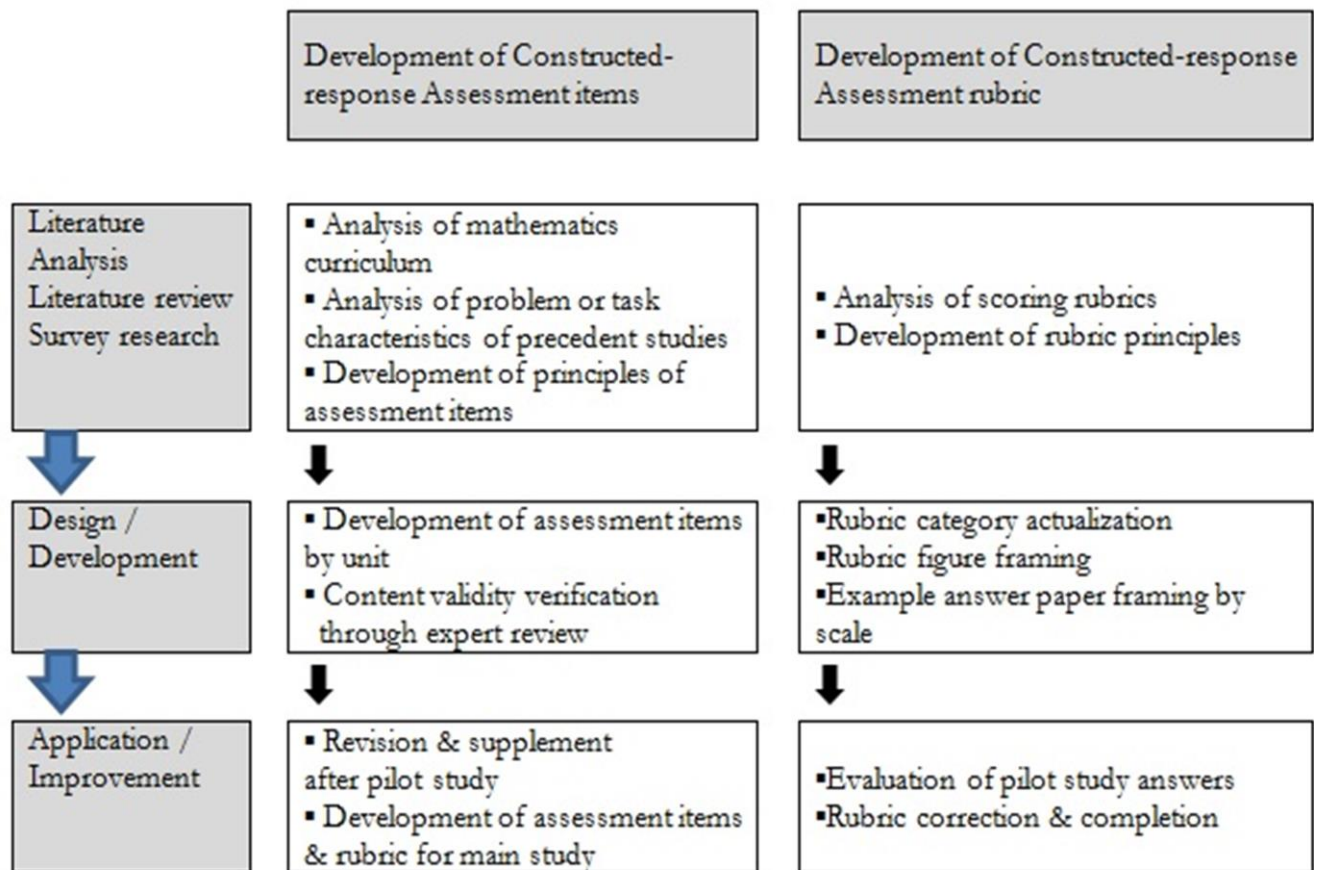 Development of Constructed-
response Assessment items
Development of Constructed-response
Assessment rubric
Literature
Analysis
Literature review
Survey research
▪ Analysis of mathematics
curriculum
▪ Analysis of problem or task
characteristics of precedent studies
▪ Development of principles of
assessment items
▪ Analysis of scoring rubrics
▪ Development of rubric principles
Design /
Development
▪ Development of assessment items
by unit
▪ Content validity verification
through expert review
▪Rubric category actualization
▪Rubric figure framing
▪Example answer paper framing by
scale
Application /
Improvement
▪ Revision & supplement
after pilot study
▪ Development of assessment items
& rubric for main study
▪Evaluation of pilot study answers
▪Rubric correction & completion